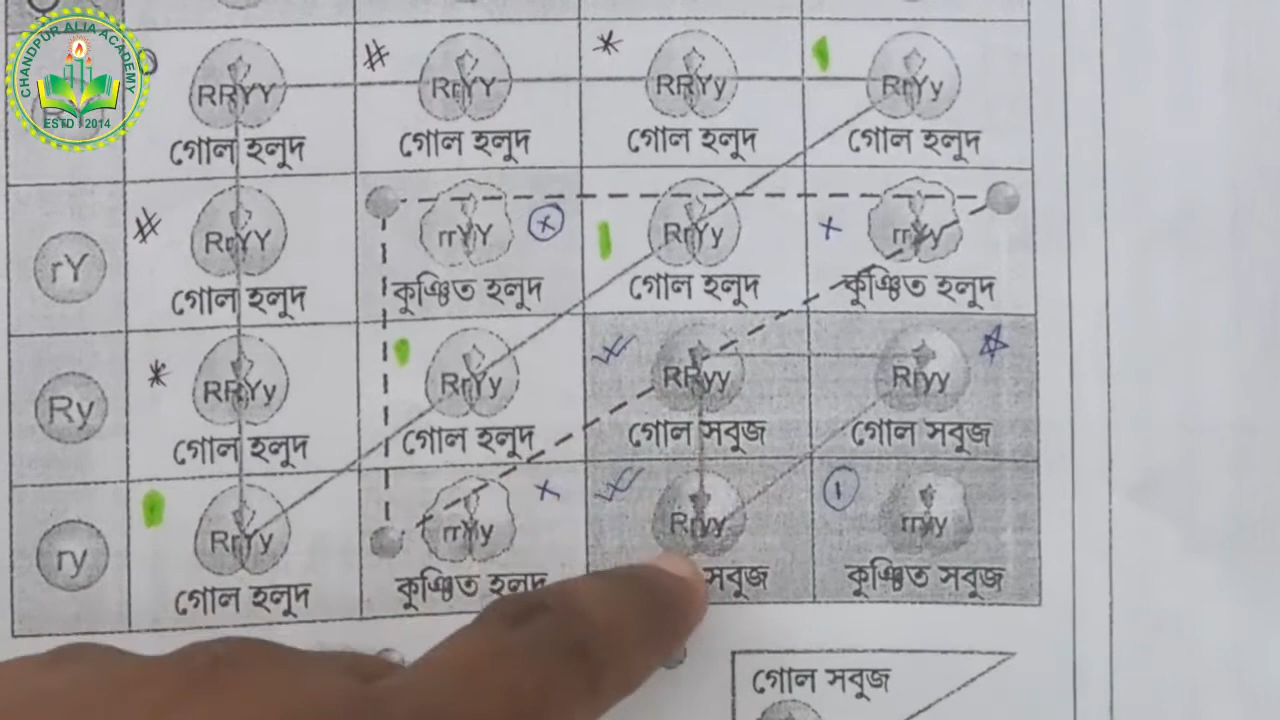 CHANDPUR ALIA ACADEMY
ESTD : 2014
RRYY RrYY RRYy RrYy
গোল হলুদ গোল হলুদ গোল হলুদ গোল হলুদ
rY RrYY rrYY RrYy rrYy
গোল হলুদ কুঞ্চিত হলুদ গোল হলুদ কুঞ্চিত হলুদ
Ry RRYy RrYy RRyy Rryy
গোল হলুদ গোল হলুদ গোল সবুজ গোল সবুজ
ry RrYy rrYy Rryy
গোল হলুদ কুঞ্চিত হলুদ সবুজ কুঞ্চিত সবুজ
গোল সবুজ